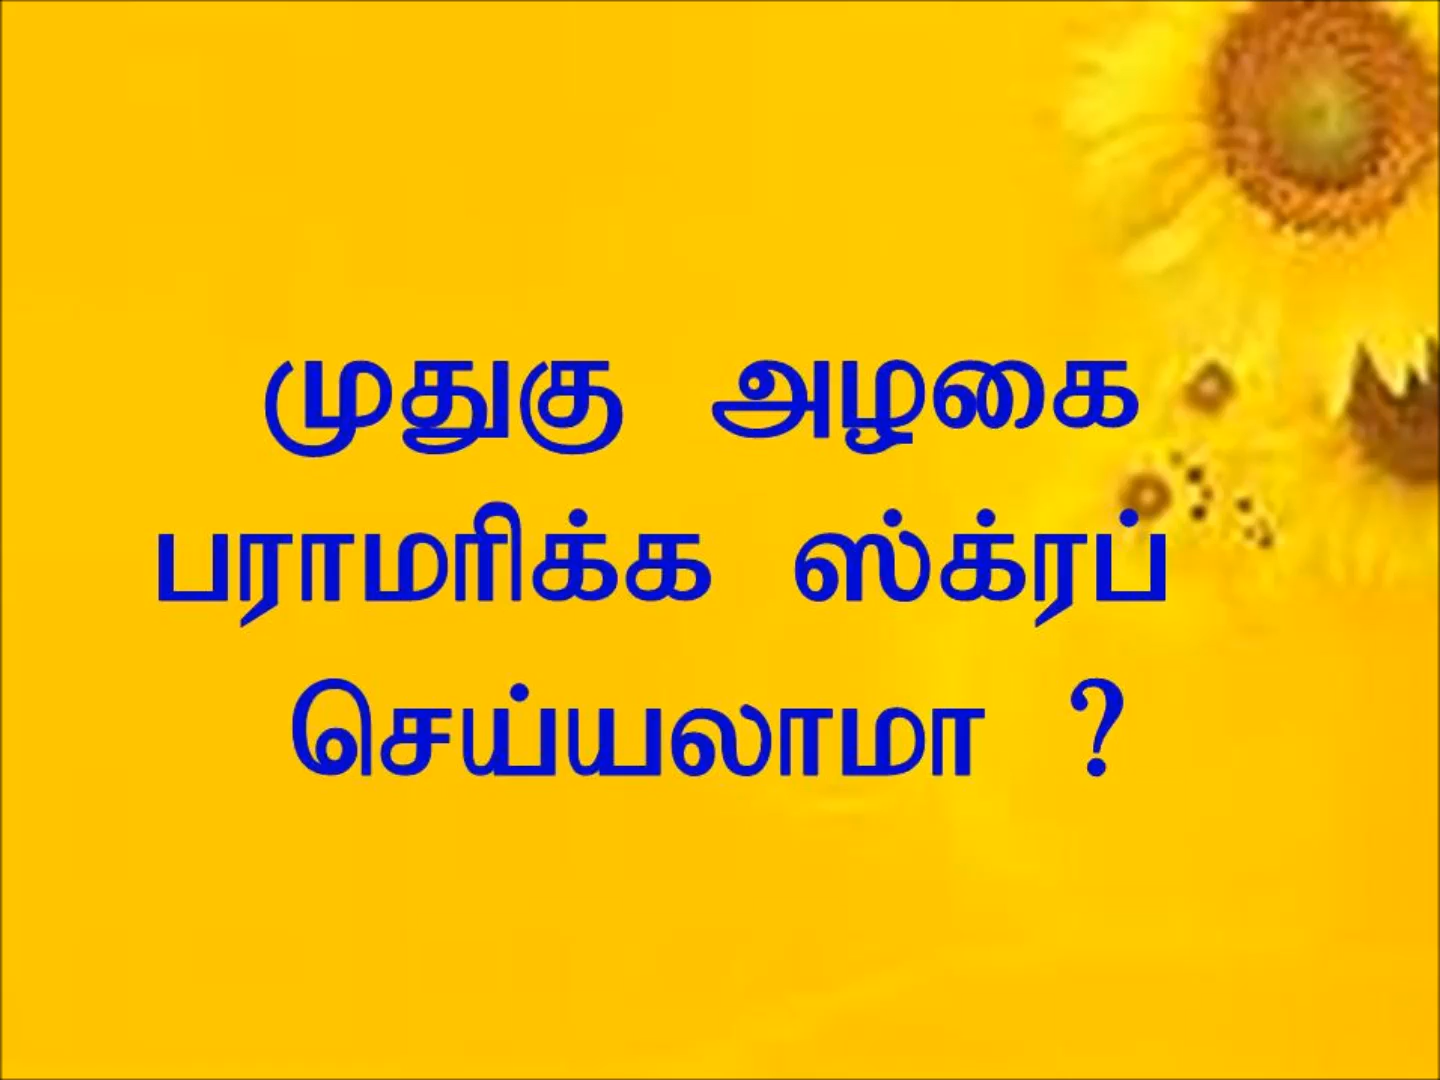 முதுகு அழகை
பராமரிக்க ஸ்க்ரப்
செய்யலாமா ?